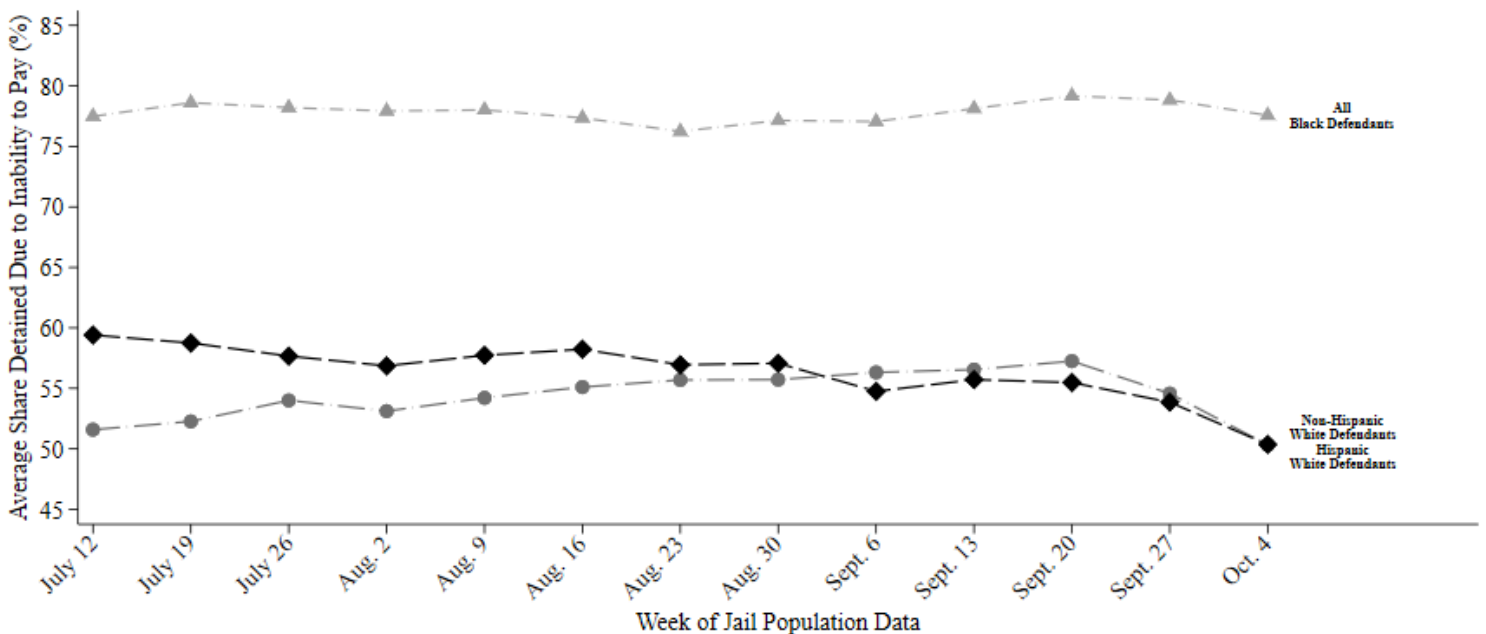 Average Share Detained Due to Inability to Pay (%)
85
80
75
70
65
60
55
50
45
All
Black Defendants
Non-Hispanic
White Defendants
Hispanic
White Defendants
July 12
July 19
July 26
Aug. 2
Aug. 9
Aug. 16
Aug. 23
Aug. 30
Sept. 6
Sept. 13
Sept. 20
Sept. 27
Oct. 4
Week of Jail Population Data